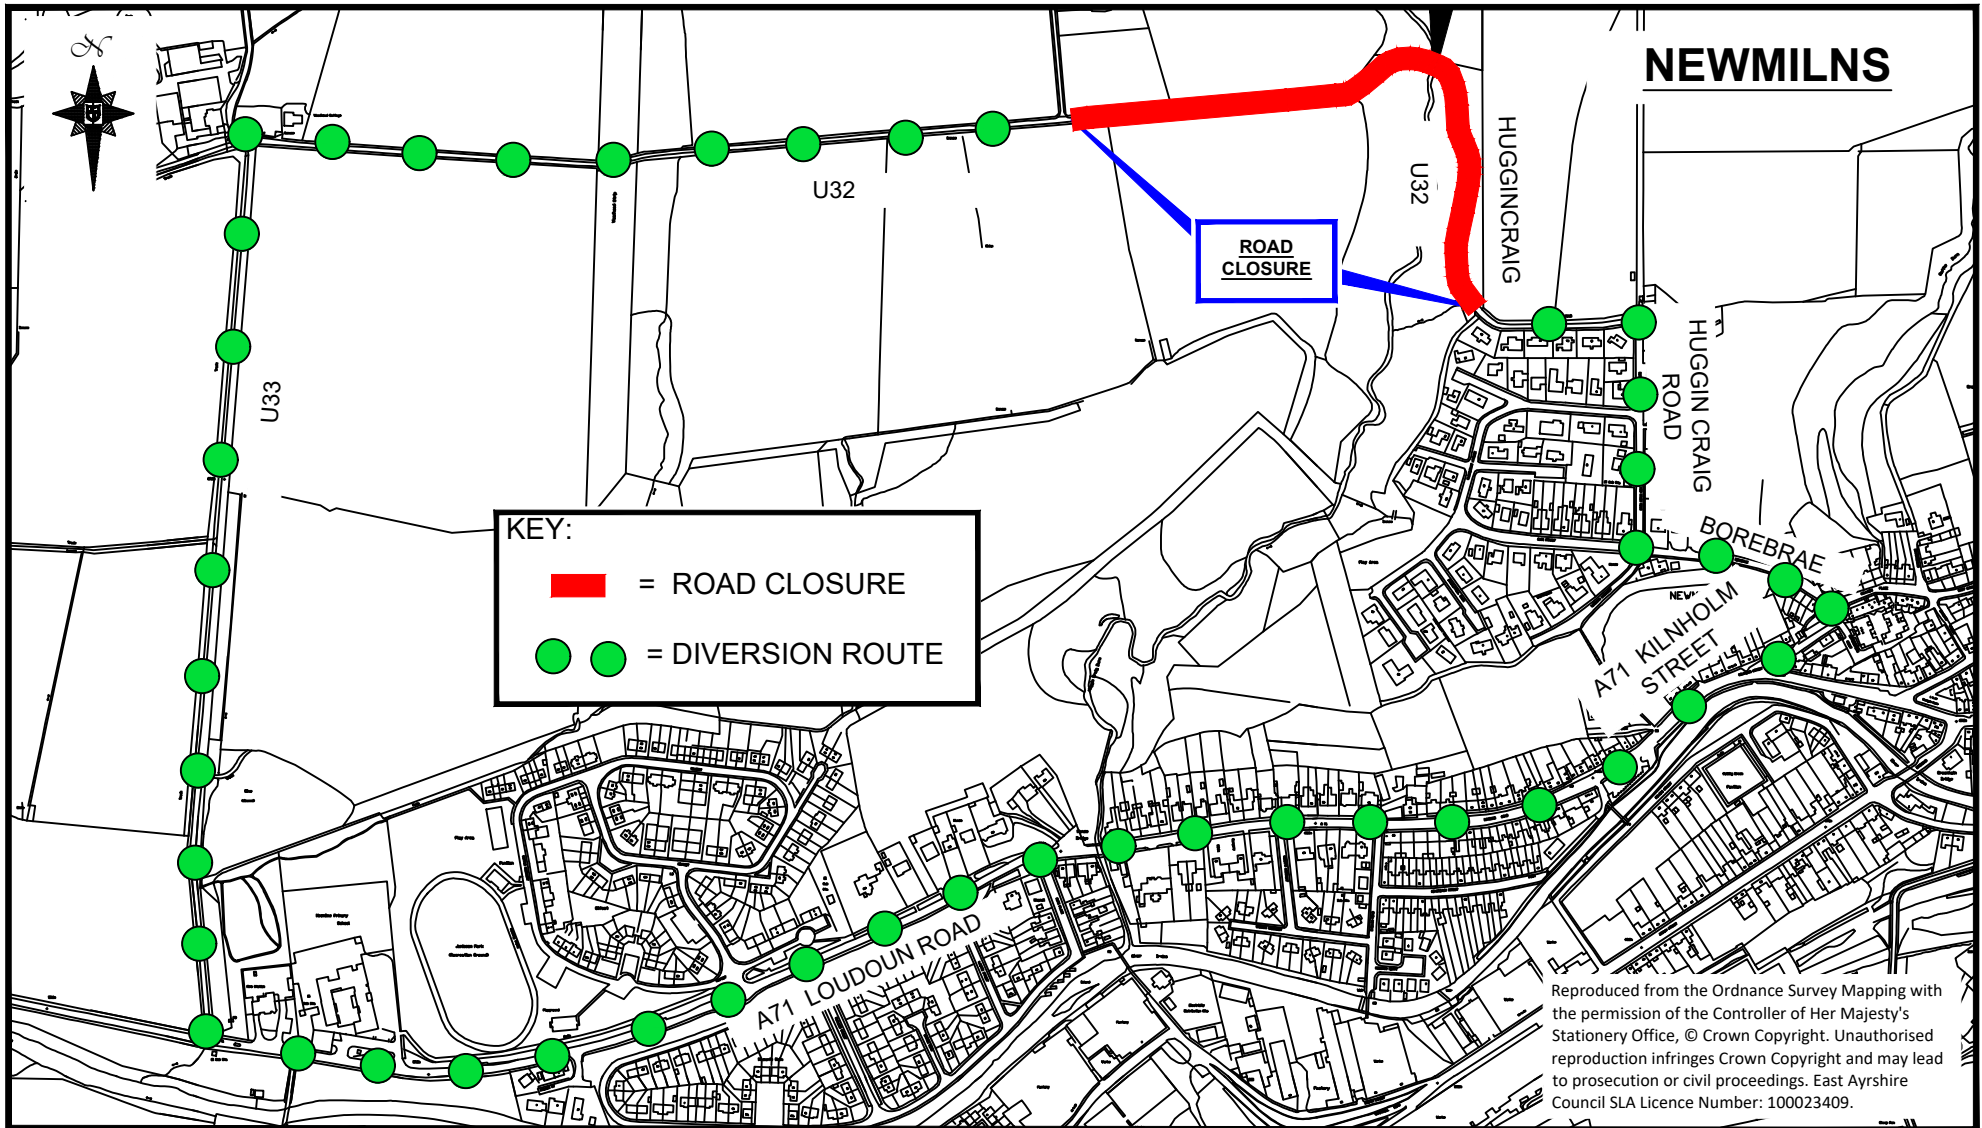 NEWMILNS
N
U32
U32
HUGGINCRAIG
ROAD
CLOSURE
U33
HUGGIN CRAIG
ROAD
KEY:
= ROAD CLOSURE
= DIVERSION ROUTE
BOREBRAE
A71 KILNHOLM
STREET
A71 LOUDOUN ROAD
Reproduced from the Ordnance Survey Mapping with
the permission of the Controller of Her Majesty's
Stationery Office, © Crown Copyright. Unauthorised
reproduction infringes Crown Copyright and may lead
to prosecution or civil proceedings. East Ayrshire
Council SLA Licence Number: 100023409.